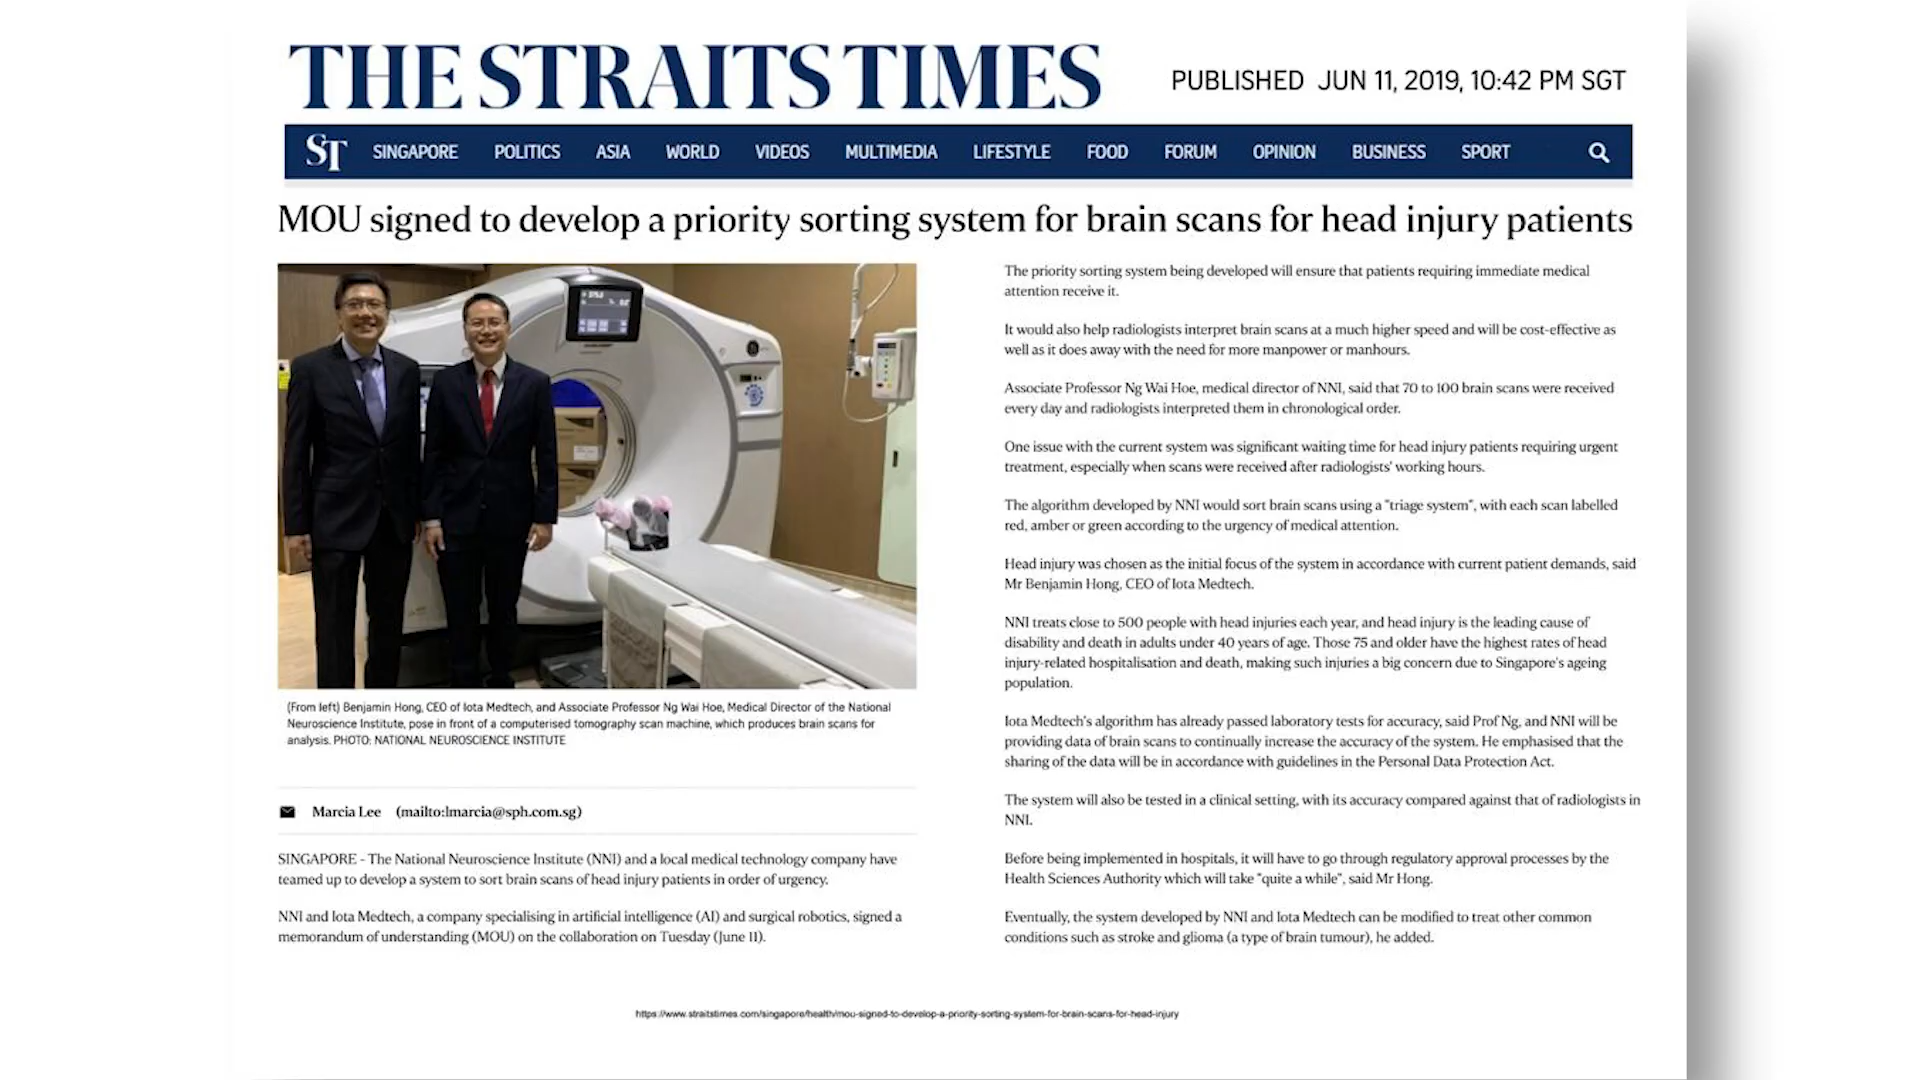 THE STRAITS TIMES
PUBLISHED JUN 11, 2019, 10:42 PM SGT
ST SINGAPORE POLITICS ASIA WORLD VIDEOS MULTIMEDIA LIFESTYLE FOOD FORUM OPINION BUSINESS SPORT
MOU signed to develop a priority sorting system for brain scans for head injury patients
(From left) Benjamin Hong, CEO of Iota Medtech, and Associate Professor Ng Wai Hoe, Medical Director of the National
Neuroscience Institute, pose in front of a computerised tomography scan machine, which produces brain scans for
analysis. PHOTO: NATIONAL NEUROSCIENCE INSTITUTE
Marcia Lee (mailto:lmarcia@sph.com.sg)
SINGAPORE - The National Neuroscience Institute (NNI) and a local medical technology company have
teamed up to develop a system to sort brain scans of head injury patients in order of urgency.
NNI and Iota Medtech, a company specialising in artificial intelligence (AI) and surgical robotics, signed a
memorandum of understanding (MOU) on the collaboration on Tuesday (June 11).
The priority sorting system being developed will ensure that patients requiring immediate medical
attention receive it.
It would also help radiologists interpret brain scans at a much higher speed and will be cost-effective as
well as it does away with the need for more manpower or manhours.
Associate Professor Ng Wai Hoe, medical director of NNI, said that 70 to 100 brain scans were received
every day and radiologists interpreted them in chronological order.
One issue with the current system was significant waiting time for head injury patients requiring urgent
treatment, especially when scans were received after radiologists' working hours.
The algorithm developed by NNI would sort brain scans using a "triage system", with each scan labelled
red, amber or green according to the urgency of medical attention.
Head injury was chosen as the initial focus of the system in accordance with current patient demands, said
Mr Benjamin Hong, CEO of Iota Medtech.
NNI treats close to 500 people with head injuries each year, and head injury is the leading cause of
disability and death in adults under 40 years of age. Those 75 and older have the highest rates of head
injury-related hospitalisation and death, making such injuries a big concern due to Singapore's ageing
population.
Iota Medtech's algorithm has already passed laboratory tests for accuracy, said Prof Ng, and NNI will be
providing data of brain scans to continually increase the accuracy of the system. He emphasised that the
sharing of the data will be in accordance with guidelines in the Personal Data Protection Act.
The system will also be tested in a clinical setting, with its accuracy compared against that of radiologists in
NNI.
Before being implemented in hospitals, it will have to go through regulatory approval processes by the
Health Sciences Authority which will take "quite a while", said Mr Hong.
Eventually, the system developed by NNI and Iota Medtech can be modified to treat other common
conditions such as stroke and glioma (a type of brain tumour), he added.
https://www.straitstimes.com/singapore/health/mou-signed-to-develop-a-priority-sorting-system-for-brain-scans-for-head-injury